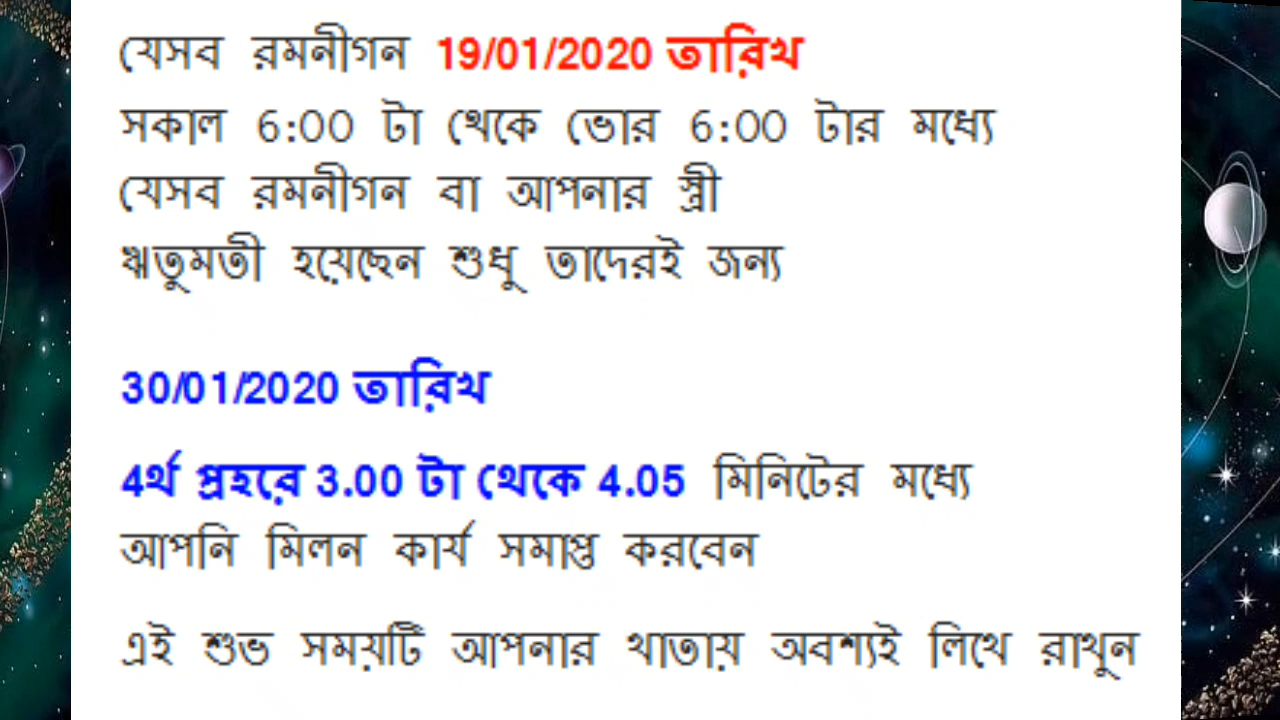 যেসব রমনীগন 19/01/2020 তারিখ
সকাল 6:00 টা থেকে ভোর 6:00 টার মধ্যে
যেসব রমনীগন বা আপনার স্ত্রী
ঋতুমতী হয়েছেন শুধু তাদেরই জন্য
30/01/2020 তারিখ
4র্থ প্রহরে 3.00 টা থেকে 4.05 মিনিটের মধ্যে
আপনি মিলন কার্য সমাপ্ত করবেন
এই শুভ সময়টি আপনার খাতায় অবশ্যই লিখে রাখুন